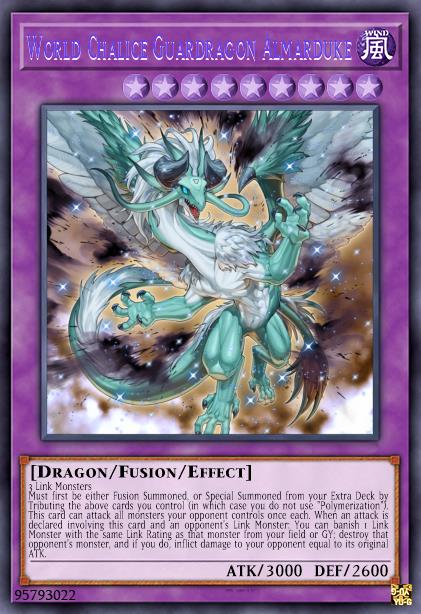 World Chalice Guardragon Almarduke
WIND
風
[Dragon/Fusion/Effect]
3 Link Monsters
Must first be either Fusion Summoned, or Special Summoned from your Extra Deck by
Tributing the above cards you control (in which case you do not use "Polymerization").
This card can attack all monsters your opponent controls once each. When an attack is
declared involving this card and an opponent's Link Monster: You can banish 1 Link
Monster with the same Link Rating as that monster from your field or GY; destroy that
opponent's monster, and if you do, inflict damage to your opponent equal to its original
ATK.
ATK/3000 DEF/2600
95793022